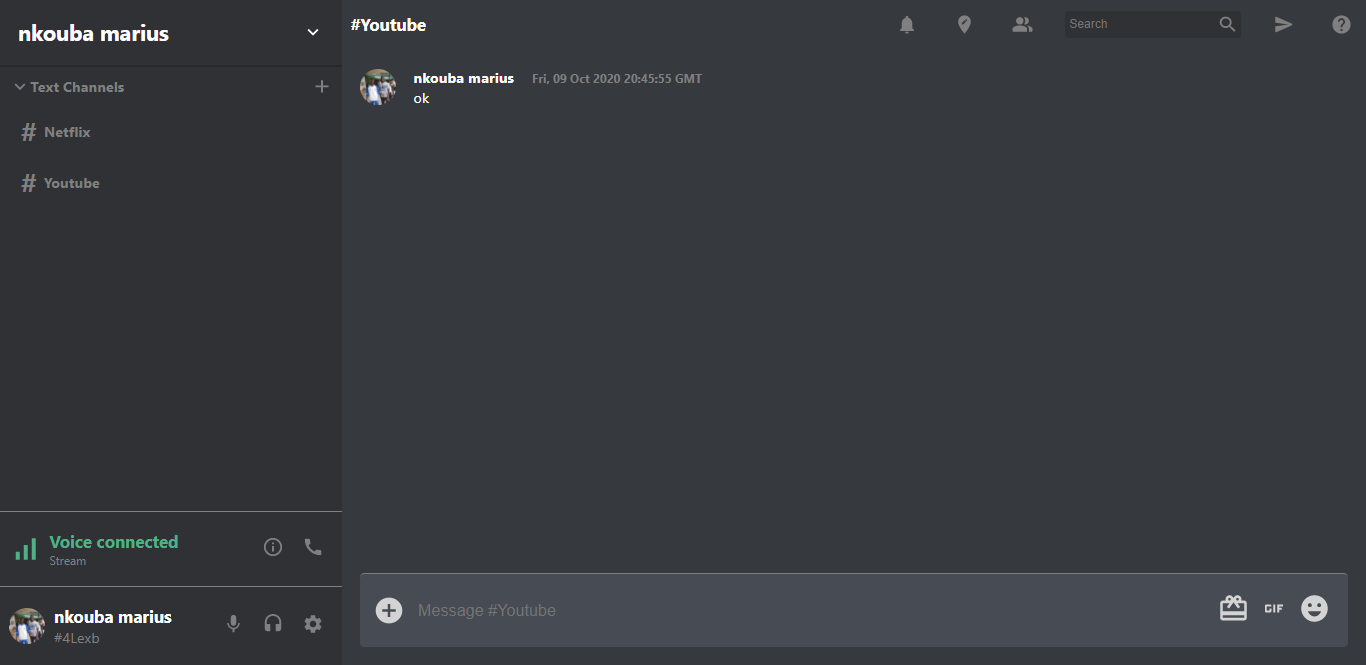 nkouba marius
Text Channels
# Netflix
# Youtube
Voice connected
Stream
nkouba marius
#4Lexb
#Youtube
Search
nkouba marius Fri, 09 Oct 2020 20:45:55 GMT
ok
Message #Youtube
GIF